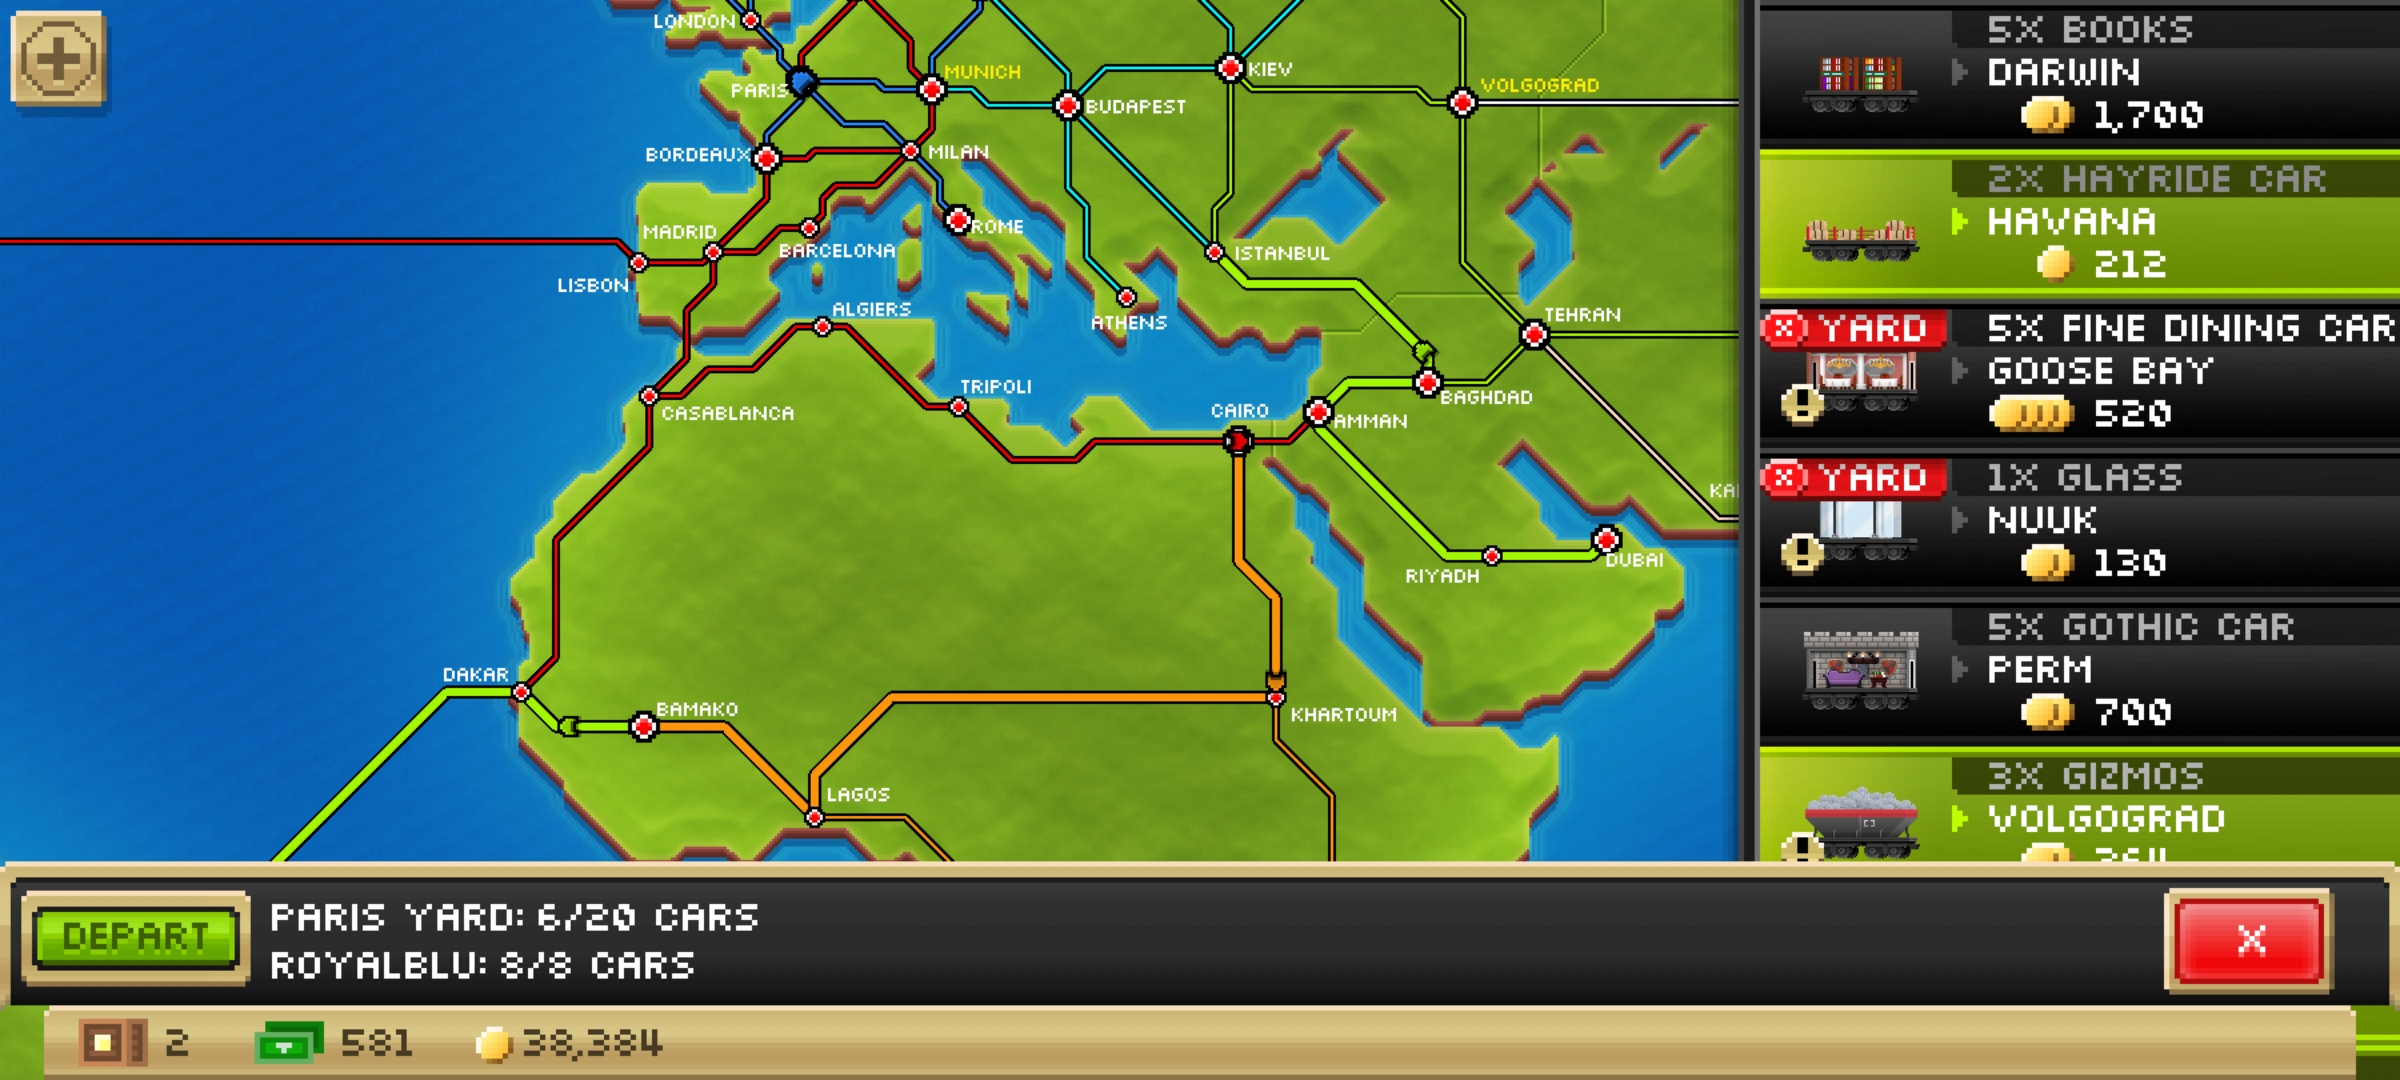 LONDON
PARIS
MUNICH
BUDAPEST
KIEV
VOLGOGRAD
BORDEAUX
MILAN
MADRID
BARCELONA
ROME
ISTANBUL
LISBON
ALGIERS
ATHENS
TEHRAN
TRIPOLI
CASABLANCA
CAIRO
AMMAN
BAGHDAD
RIYADH
DUBAI
DAKAR
BAMAKO
LAGOS
KHARTOUM
5X BOOKS
DARWIN
1,700
2X HAYRIDE CAR
HAVANA
212
YARD
5X FINE DINING CAR
GOOSE BAY
520
YARD
1X GLASS
NUUK
130
5X GOTHIC CAR
PERM
700
3X GIZMOS
VOLGOGRAD
DEPART
PARIS YARD: 6/20 CARS
ROYALBLU: 8/8 CARS
X
2
581
38,384